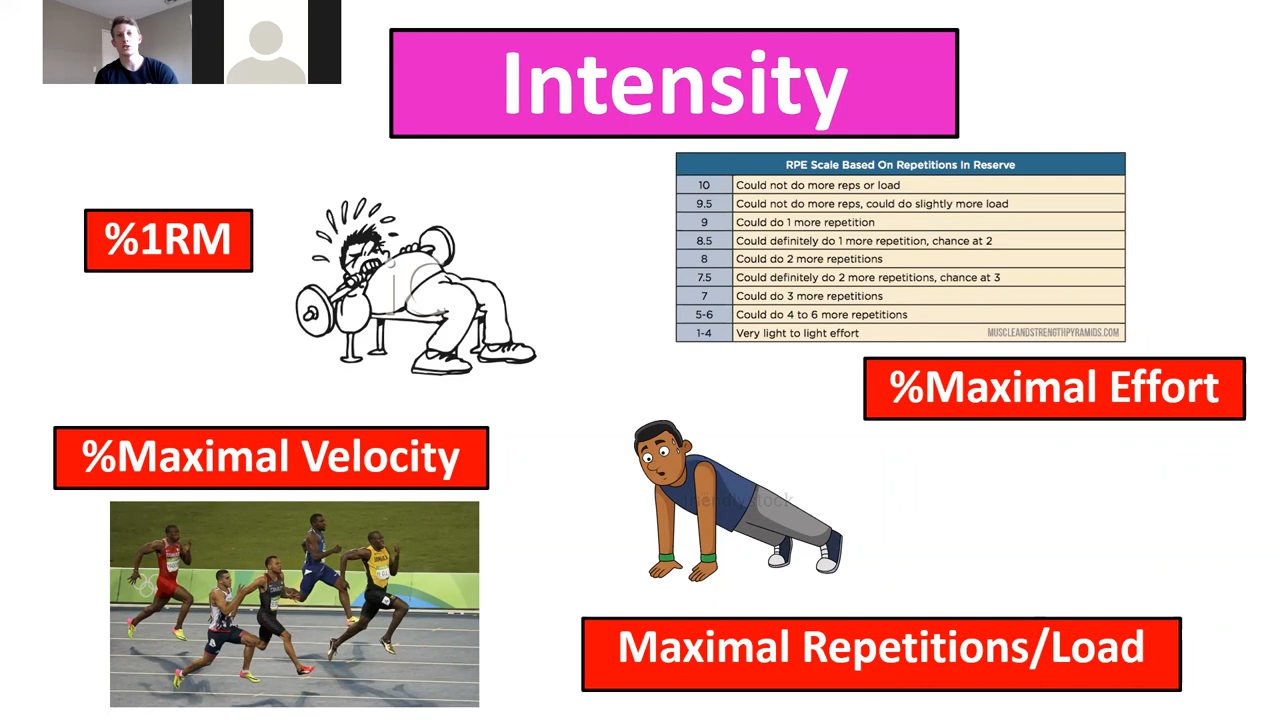 Intensity
RPE Scale Based On Repetitions In Reserve
10 Could not do more reps or load
9.5 Could not do more reps, could do slightly more load
9 Could do 1 more repetition
8.5 Could definitely do 1 more repetition, chance at 2
8 Could do 2 more repetitions
7.5 Could definitely do 2 more repetitions, chance at 3
7 Could do 3 more repetitions
5-6 Could do 4 to 6 more repetitions
1-4 Very light to light effort MUSCLEANDSTRENGTHPYRAMIDS.COM
%1RM
%Maximal Effort
%Maximal Velocity
friendlystock
Maximal Repetitions/Load